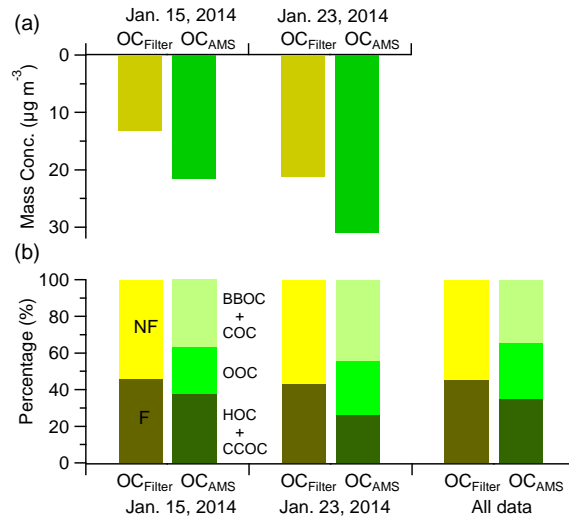 (a)
Jan. 15, 2014 Jan. 23, 2014
OCFilter OCAMS OCFilter OCAMS
Mass Conc. (µg m-3)
0
10
20
30
(b)
Percentage (%)
100
80
60
40
20
0
NF
F
BBOC
+
COC
OOC
HOC
+
CCOC
OCFilter OCAMS OCFilter OCAMS OCFilter OCAMS
Jan. 15, 2014 Jan. 23, 2014 All data